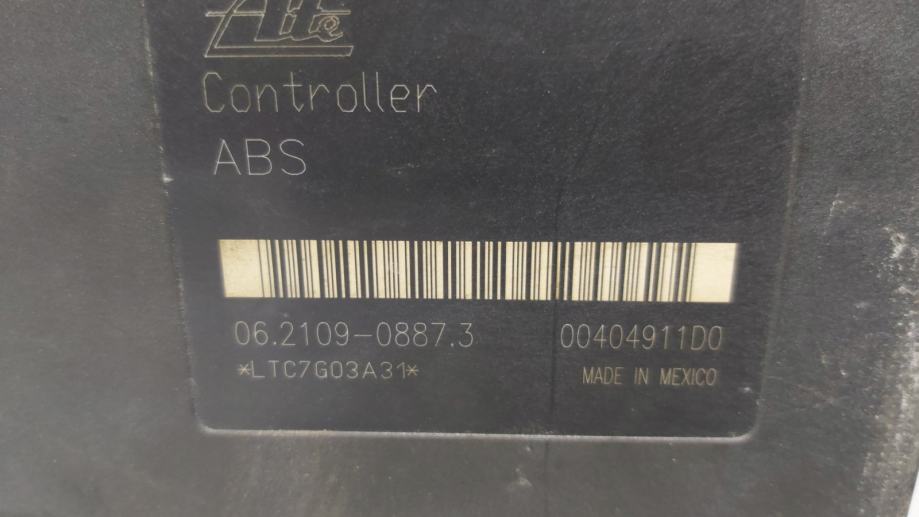 Ate
Controller
ABS
06.2109-0887.3 00404911D0
*LTC7G03A31* MADE IN MEXICO